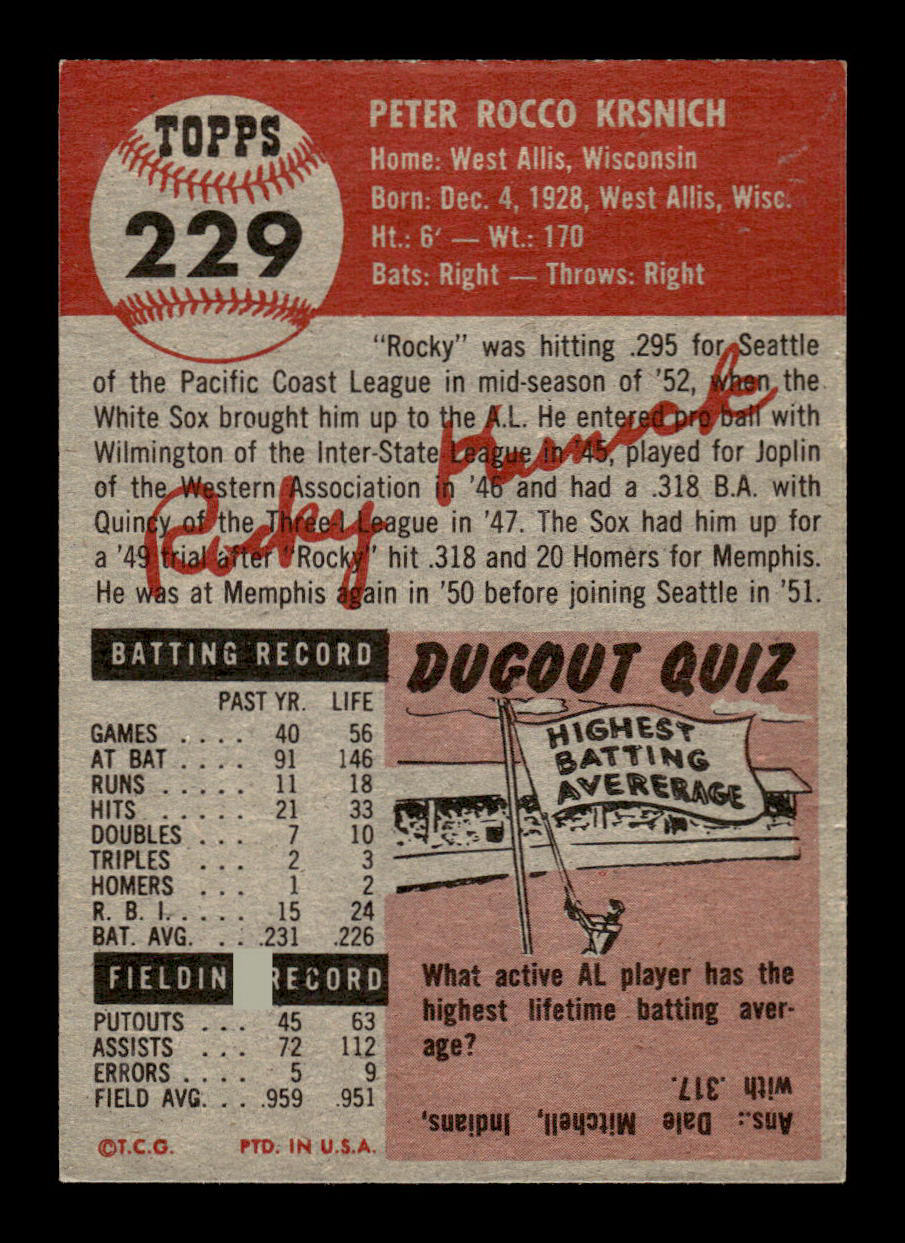 TOPPS
229
PETER ROCCO KRSNICH
Home: West Allis, Wisconsin
Born: Dec. 4, 1928, West Allis, Wisc.
Ht.: 6′ — Wt.: 170
Bats: Right — Throws: Right
"Rocky" was hitting .295 for Seattle
of the Pacific Coast League in mid-season of '52, when the
White Sox brought him up to the A.L. He entered pro ball with
Wilmington of the Inter-State League in '45, played for Joplin
of the Western Association in '46 and had a .318 B.A. with
Quincy of the Three-I League in '47. The Sox had him up for
a '49 trial after "Rocky" hit .318 and 20 Homers for Memphis.
He was at Memphis again in '50 before joining Seattle in '51.
Rocky Krsnich
BATTING RECORD
PAST YR. LIFE
GAMES . . . . 40 56
AT BAT . . . . 91 146
RUNS . . . . . 11 18
HITS . . . . . 21 33
DOUBLES . . . 7 10
TRIPLES . . . 2 3
HOMERS . . . 1 2
R. B. I. . . . . 15 24
BAT. AVG. . . .231 .226
FIELDIN RECORD
PUTOUTS . . . 45 63
ASSISTS . . . 72 112
ERRORS . . . . 5 9
FIELD AVG. . . .959 .951
©T.C.G. PTD. IN U.S.A.
DUGOUT QUIZ
HIGHEST
BATTING
AVERERAGE
What active AL player has the
highest lifetime batting aver-
age?
Ans.: Dale Mitchell, Indians,
with .317.